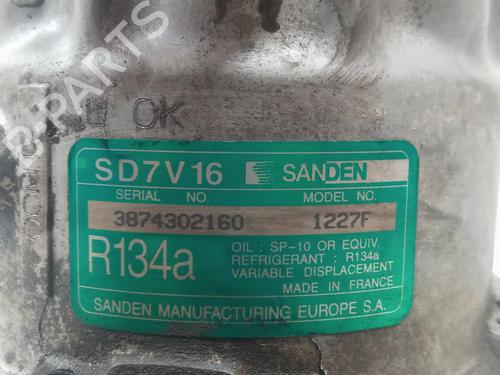 B-PARTS
OK
SD7V16 SANDEN
SERIAL NO. MODEL NO.
3874302160 1227F
R134a
OIL : SP-10 OR EQUIV.
REFRIGERANT : R134a
VARIABLE DISPLACEMENT
MADE IN FRANCE
SANDEN MANUFACTURING EUROPE S.A.